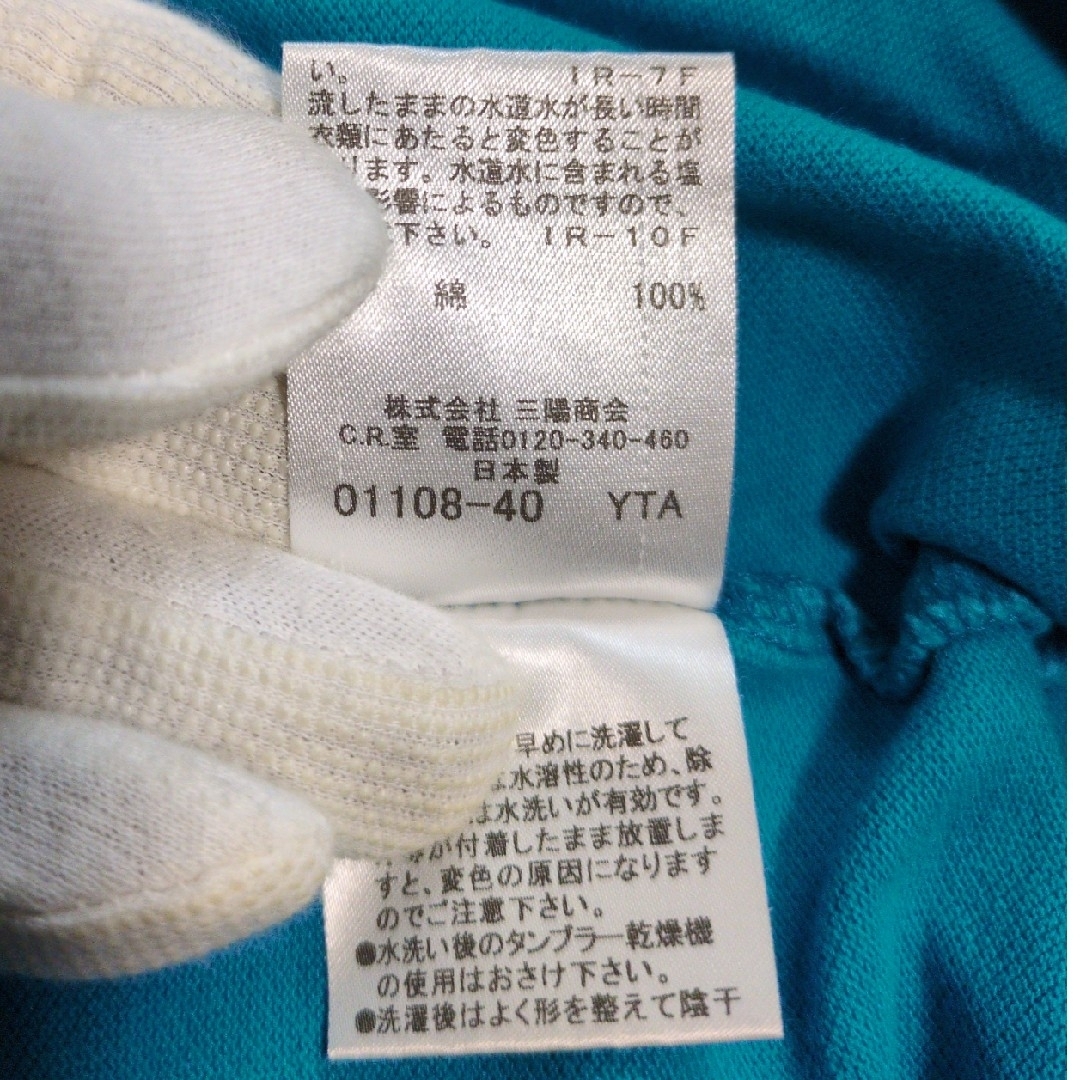 い。 IR-7F
流したままの水道水が長い時間
衣類にあたると変色することが
ります。水道水に含まれる塩
影響によるものですので、
下さい。 IR-10F
綿 100%
株式会社 三陽商会
C.R.室 電話0120-340-460
日本製
01108-40 YTA
早めに洗濯して
水溶性のため、除
は水洗いが有効です。
が付着したまま放置しま
すと、変色の原因になります
のでご注意下さい。
●水洗い後のタンブラー乾燥機
の使用はおさけ下さい。
●洗濯後はよく形を整えて陰干